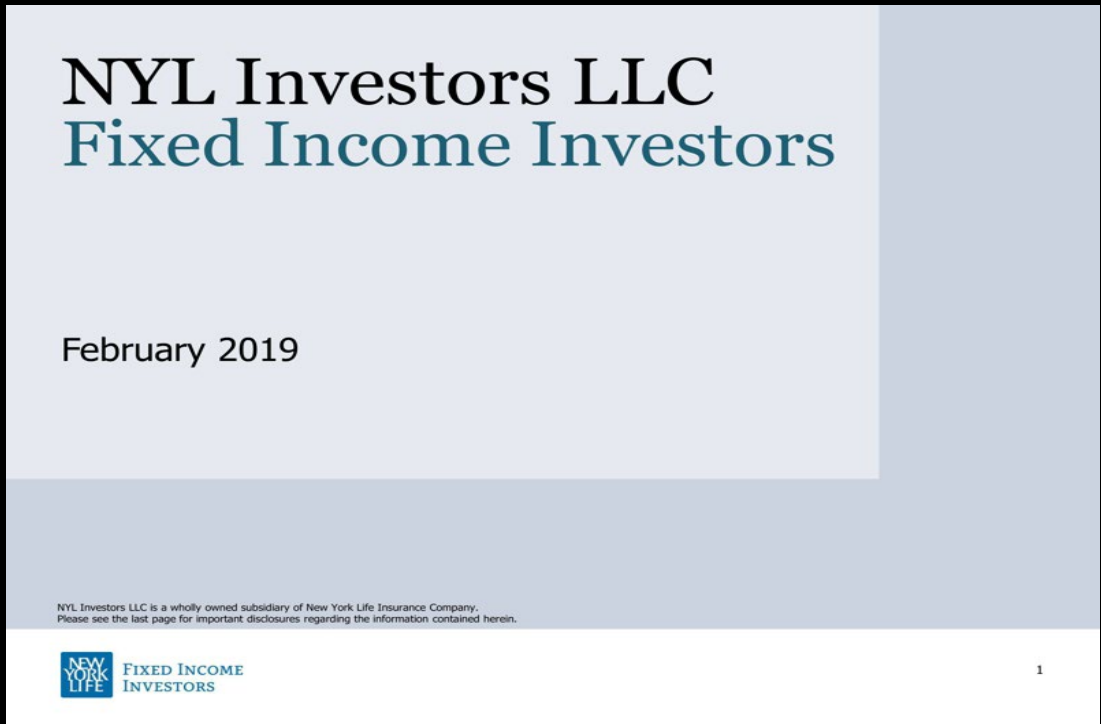 NYL Investors LLC
Fixed Income Investors
February 2019
NYL Investors LLC is a wholly owned subsidiary of New York Life Insurance Company.
Please see the last page for important disclosures regarding the information contained herein.
NEW
YORK
LIFE
FIXED INCOME
INVESTORS
1